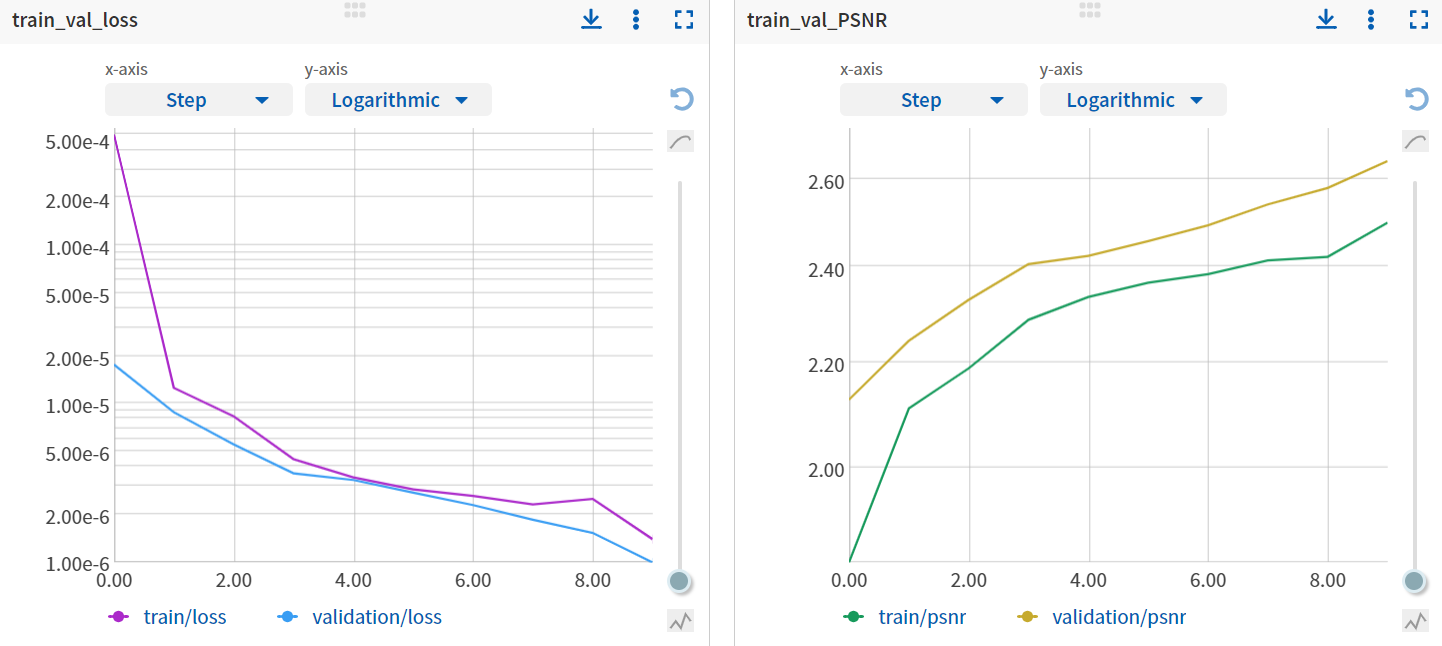 train_val_loss
x-axis
y-axis
Step
Logarithmic
5.00e-4
2.00e-4
1.00e-4
5.00e-5
2.00e-5
1.00e-5
5.00e-6
2.00e-6
1.00e-6
0.00
2.00
4.00
6.00
8.00
train/loss
validation/loss
train_val_PSNR
x-axis
y-axis
Step
Logarithmic
2.60
2.40
2.20
2.00
0.00
2.00
4.00
6.00
8.00
train/psnr
validation/psnr